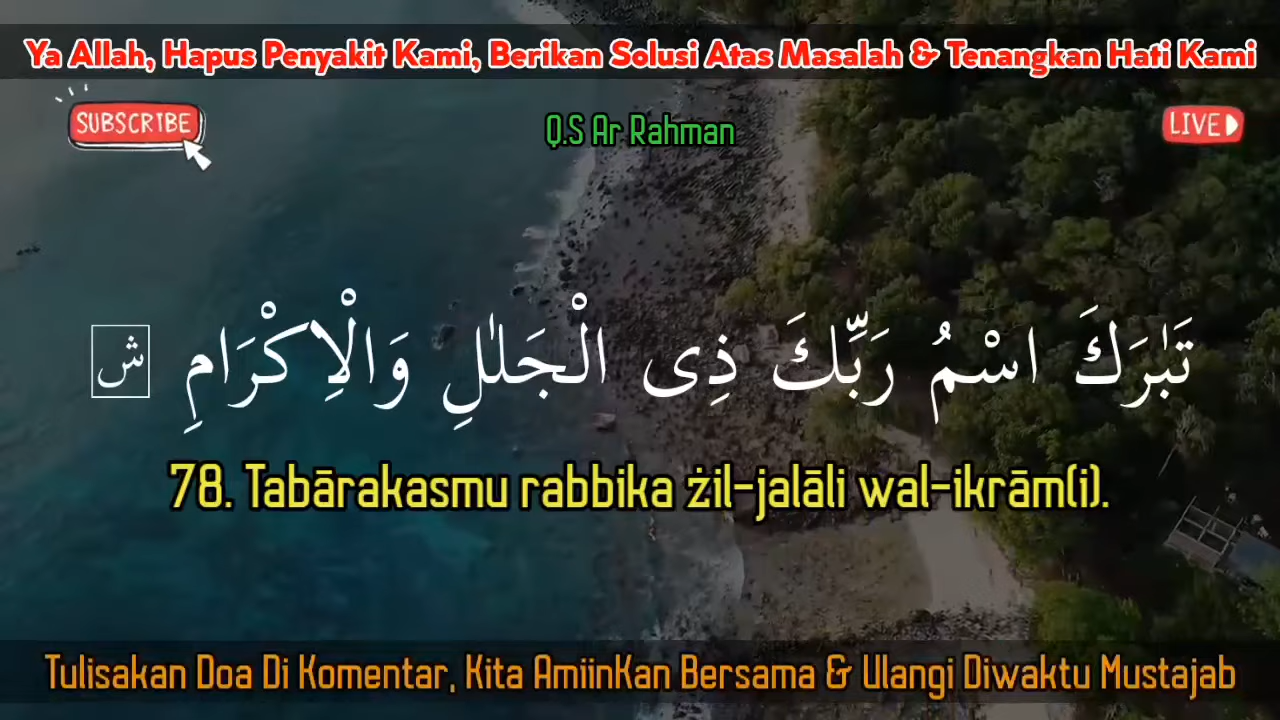 Ya Allah, Hapus Penyakit Kami, Berikan Solusi Atas Masalah & Tenangkan Hati Kami
SUBSCRIBE
Q.S Ar Rahman
LIVE
تَبٰرَكَ اسْمُ رَبِّكَ ذِى الْجَلٰلِ وَالْاِكْرَامِ ࣖ
78. Tabārakasmu rabbika żil-jalāli wal-ikrām(i).
Tulisakan Doa Di Komentar, Kita AmiinKan Bersama & Ulangi Diwaktu Mustajab